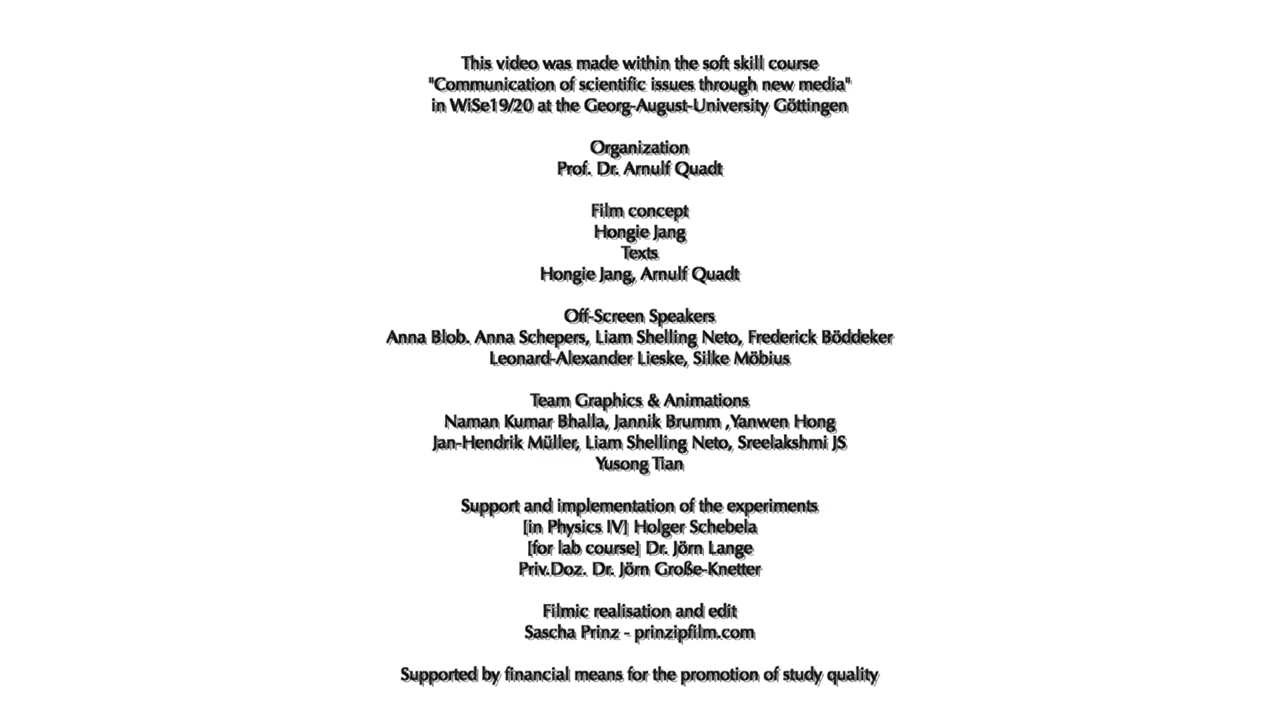 This video was made within the soft skill course
"Communication of scientific issues through new media"
in WiSe19/20 at the Georg-August-University Göttingen
Organization
Prof. Dr. Arnulf Quadt
Film concept
Hongie Jang
Texts
Hongie Jang, Arnulf Quadt
Off-Screen Speakers
Anna Blob. Anna Schepers, Liam Shelling Neto, Frederick Böddeker
Leonard-Alexander Lieske, Silke Möbius
Team Graphics & Animations
Naman Kumar Bhalla, Jannik Brumm ,Yanwen Hong
Jan-Hendrik Müller, Liam Shelling Neto, Sreelakshmi JS
Yusong Tian
Support and implementation of the experiments
[in Physics IV] Holger Schebela
[for lab course] Dr. Jörn Lange
Priv.Doz. Dr. Jörn Große-Knetter
Filmic realisation and edit
Sascha Prinz - prinzipfilm.com
Supported by financial means for the promotion of study quality